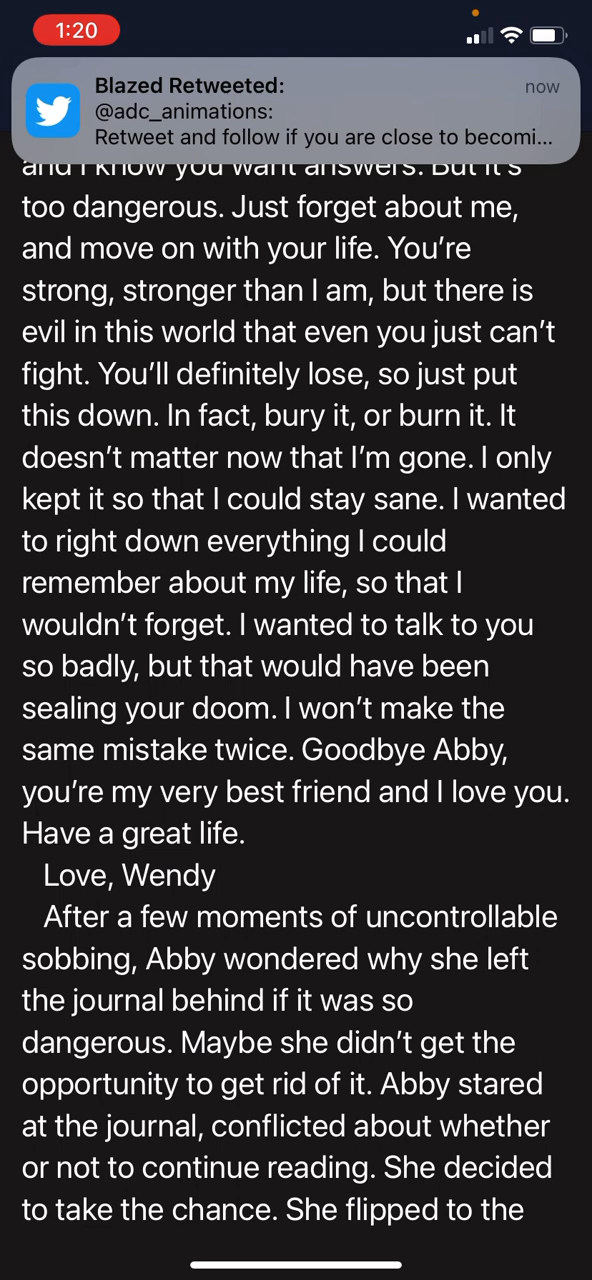 1:20
Blazed Retweeted:
now
@adc_animations:
Retweet and follow if you are close to becomi...
and I know you want answers. But it's
too dangerous. Just forget about me,
and move on with your life. You're
strong, stronger than I am, but there is
evil in this world that even you just can't
fight. You'll definitely lose, so just put
this down. In fact, bury it, or burn it. It
doesn't matter now that I'm gone. I only
kept it so that I could stay sane. I wanted
to right down everything I could
remember about my life, so that I
wouldn't forget. I wanted to talk to you
so badly, but that would have been
sealing your doom. I won't make the
same mistake twice. Goodbye Abby,
you're my very best friend and I love you.
Have a great life.
Love, Wendy
After a few moments of uncontrollable
sobbing, Abby wondered why she left
the journal behind if it was so
dangerous. Maybe she didn't get the
opportunity to get rid of it. Abby stared
at the journal, conflicted about whether
or not to continue reading. She decided
to take the chance. She flipped to the